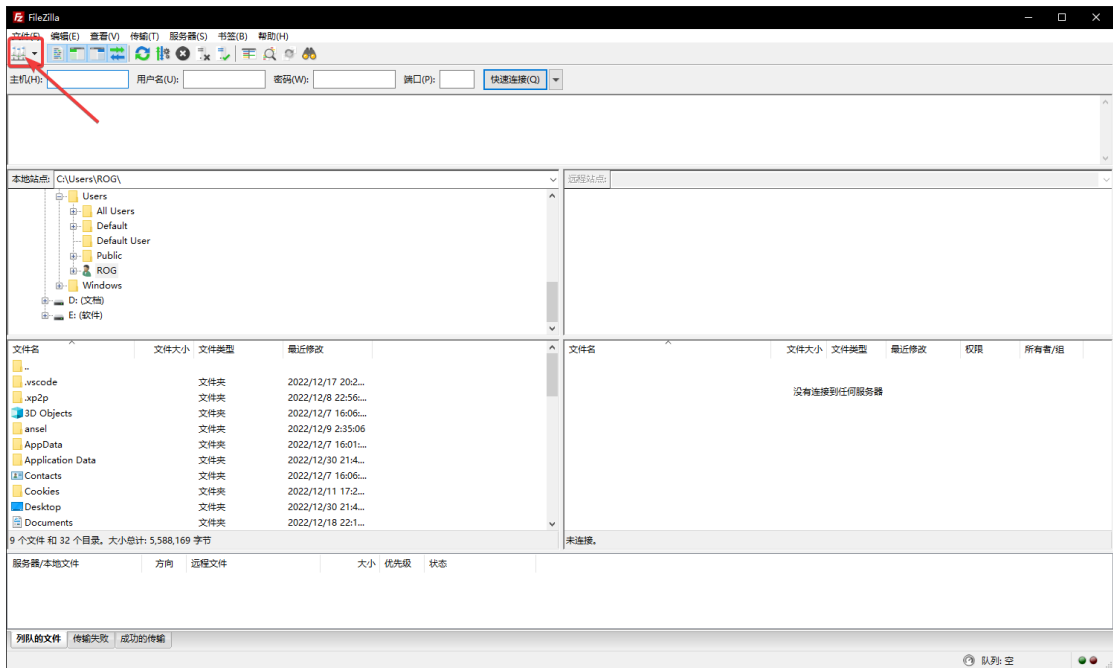 FileZilla
文件(F) 编辑(E) 查看(V) 传输(T) 服务器(S) 书签(B) 帮助(H)
主机(H): 用户名(U): 密码(W): 端口(P): 快速连接(Q)
本地站点: C:\Users\ROG\
远程站点:
Users
All Users
Default
Default User
Public
ROG
Windows
D: (文档)
E: (软件)
文件名 文件大小 文件类型 最近修改
..
.vscode 文件夹 2022/12/17 20:2...
.xp2p 文件夹 2022/12/8 22:56:...
3D Objects 文件夹 2022/12/7 16:06:...
ansel 文件夹 2022/12/9 2:35:06
AppData 文件夹 2022/12/7 16:01:...
Application Data 文件夹 2022/12/30 21:4...
Contacts 文件夹 2022/12/7 16:06:...
Cookies 文件夹 2022/12/11 17:2...
Desktop 文件夹 2022/12/30 21:4...
Documents 文件夹 2022/12/18 22:1...
9 个文件 和 32 个目录。大小总计: 5,588,169 字节
文件名 文件大小 文件类型 最近修改 权限 所有者/组
没有连接到任何服务器
未连接。
服务器/本地文件 方向 远程文件 大小 优先级 状态
列队的文件 传输失败 成功的传输
队列: 空